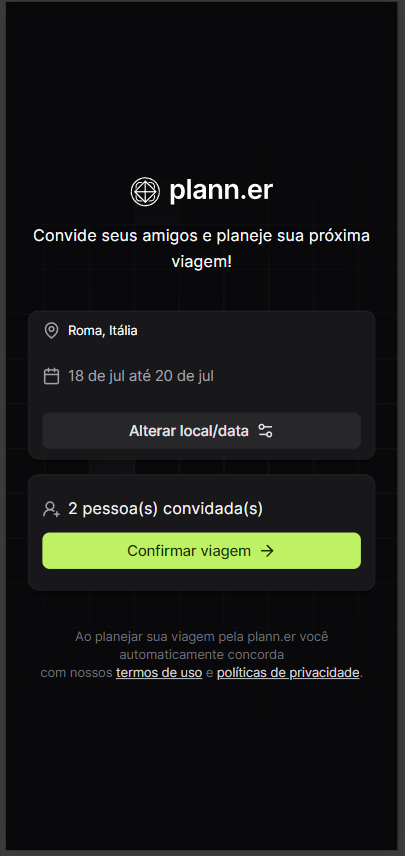 plann.er
Convide seus amigos e planeje sua próxima
viagem!
Roma, Itália
18 de jul até 20 de jul
Alterar local/data
2 pessoa(s) convidada(s)
Confirmar viagem
Ao planejar sua viagem pela plann.er você
automaticamente concorda
com nossos termos de uso e políticas de privacidade.